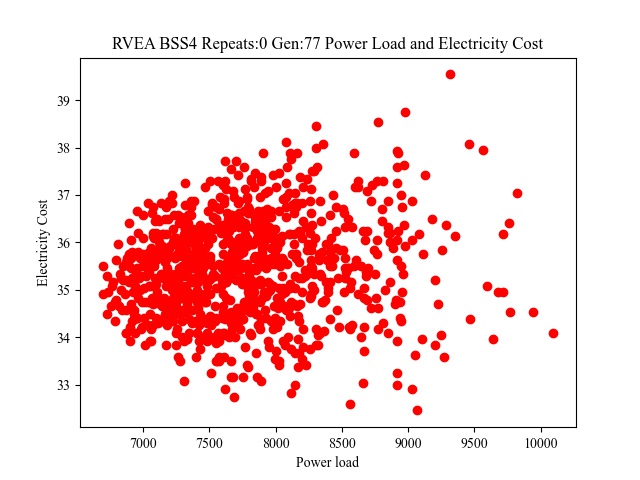 RVEA BSS4 Repeats:0 Gen:77 Power Load and Electricity Cost
39
38
37
36
35
34
33
Electricity Cost
7000 7500 8000 8500 9000 9500 10000
Power load